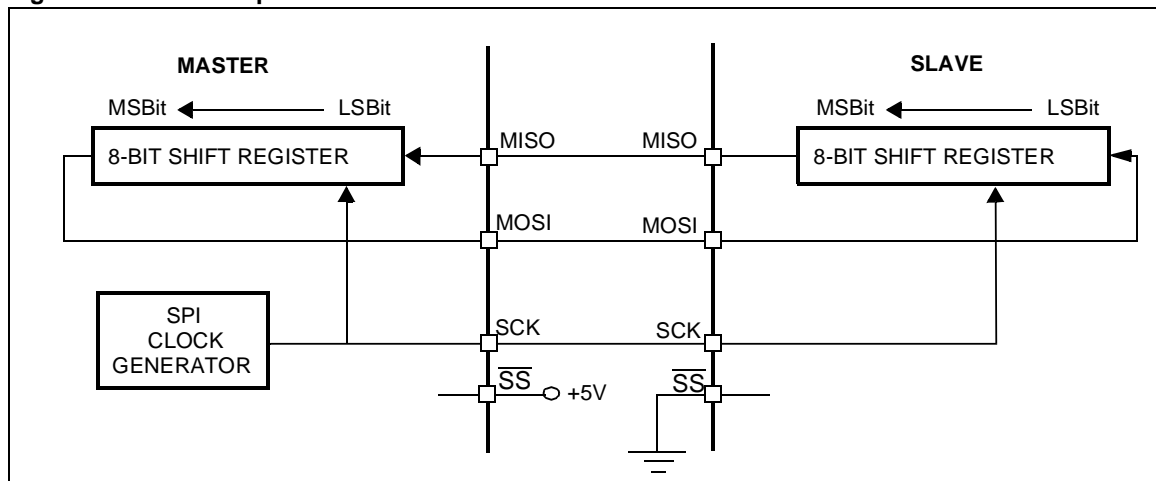 MASTER
SLAVE
MSBit LSBit
MSBit LSBit
8-BIT SHIFT REGISTER
MISO
MISO
8-BIT SHIFT REGISTER
MOSI
MOSI
SPI
CLOCK
GENERATOR
SCK
SCK
SS
+5V
SS